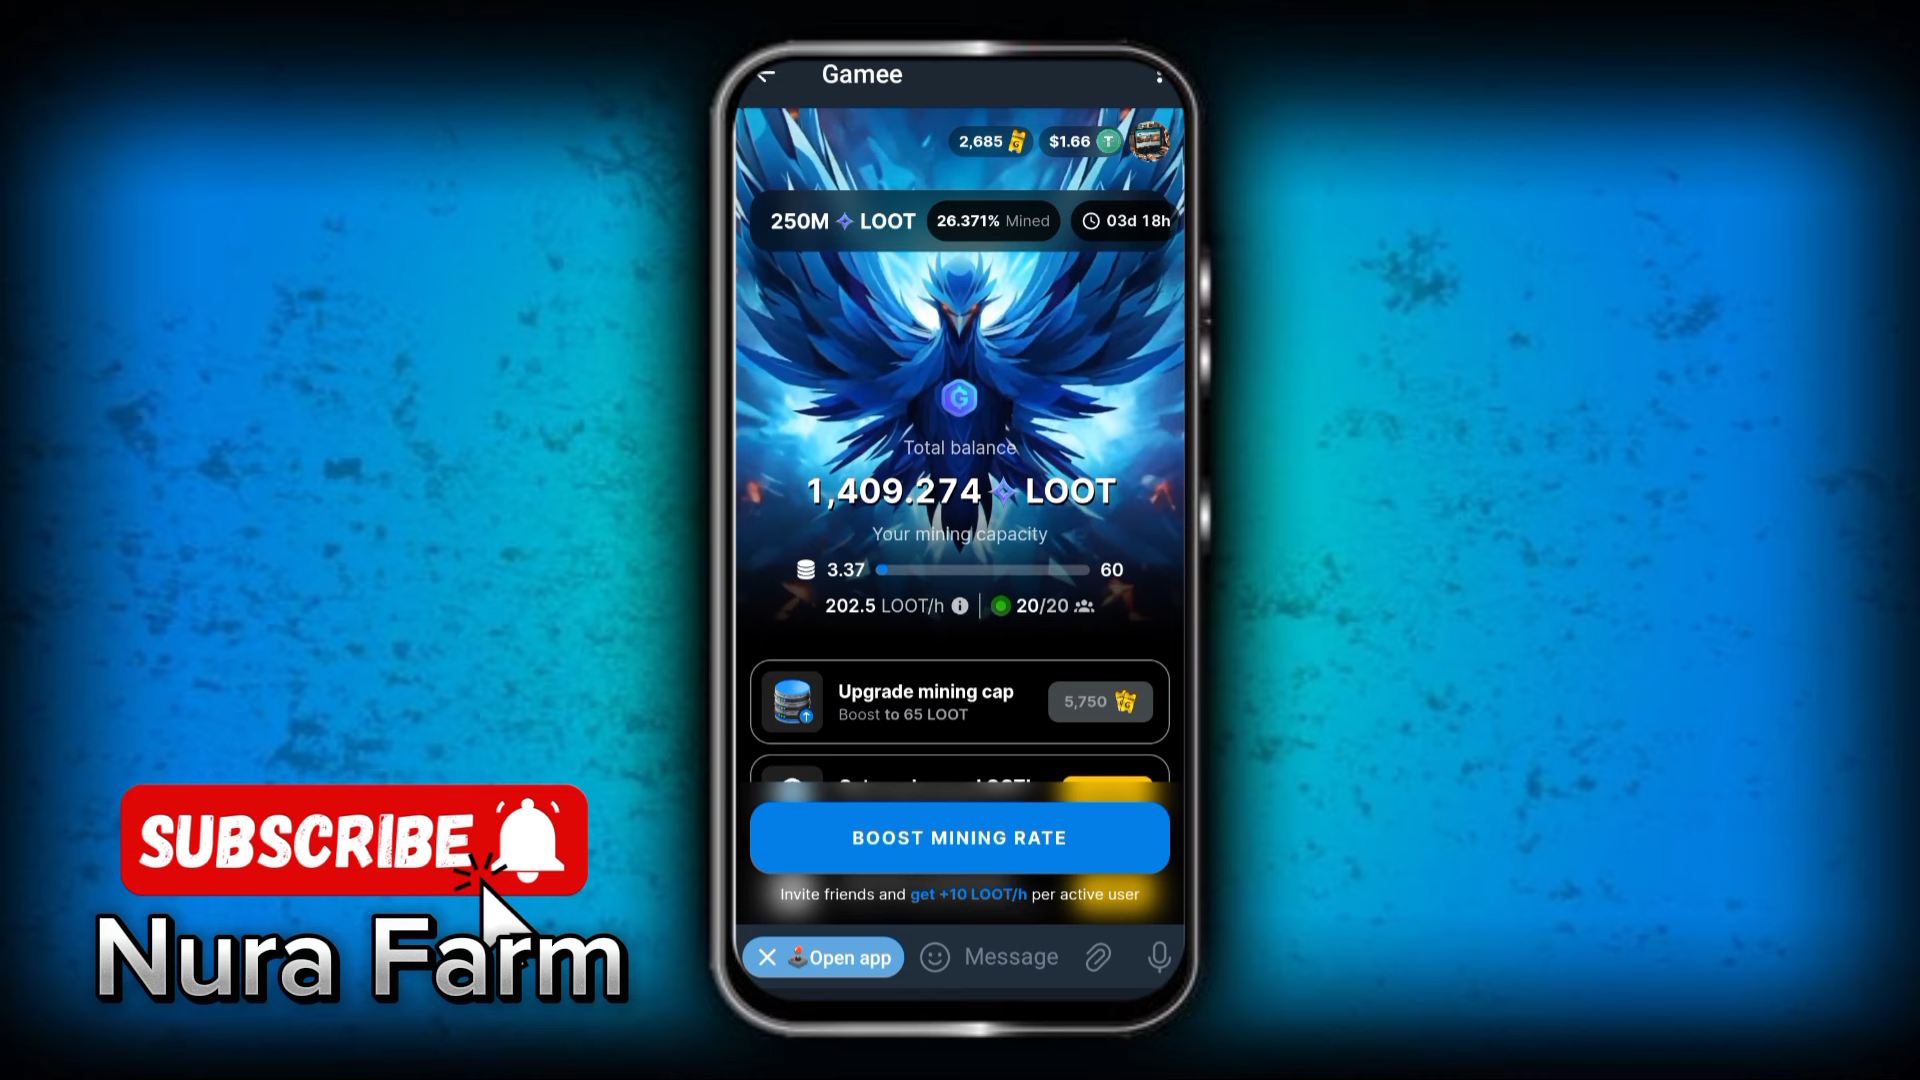 Gamee
2,685
$1.66
250M LOOT 26.371% Mined 03d 18h
Total balance
1,409.274 LOOT
Your mining capacity
3.37 60
202.5 LOOT/h 20/20
Upgrade mining cap
Boost to 65 LOOT
5,750
BOOST MINING RATE
Invite friends and get +10 LOOT/h per active user
Open app Message
SUBSCRIBE
Nura Farm